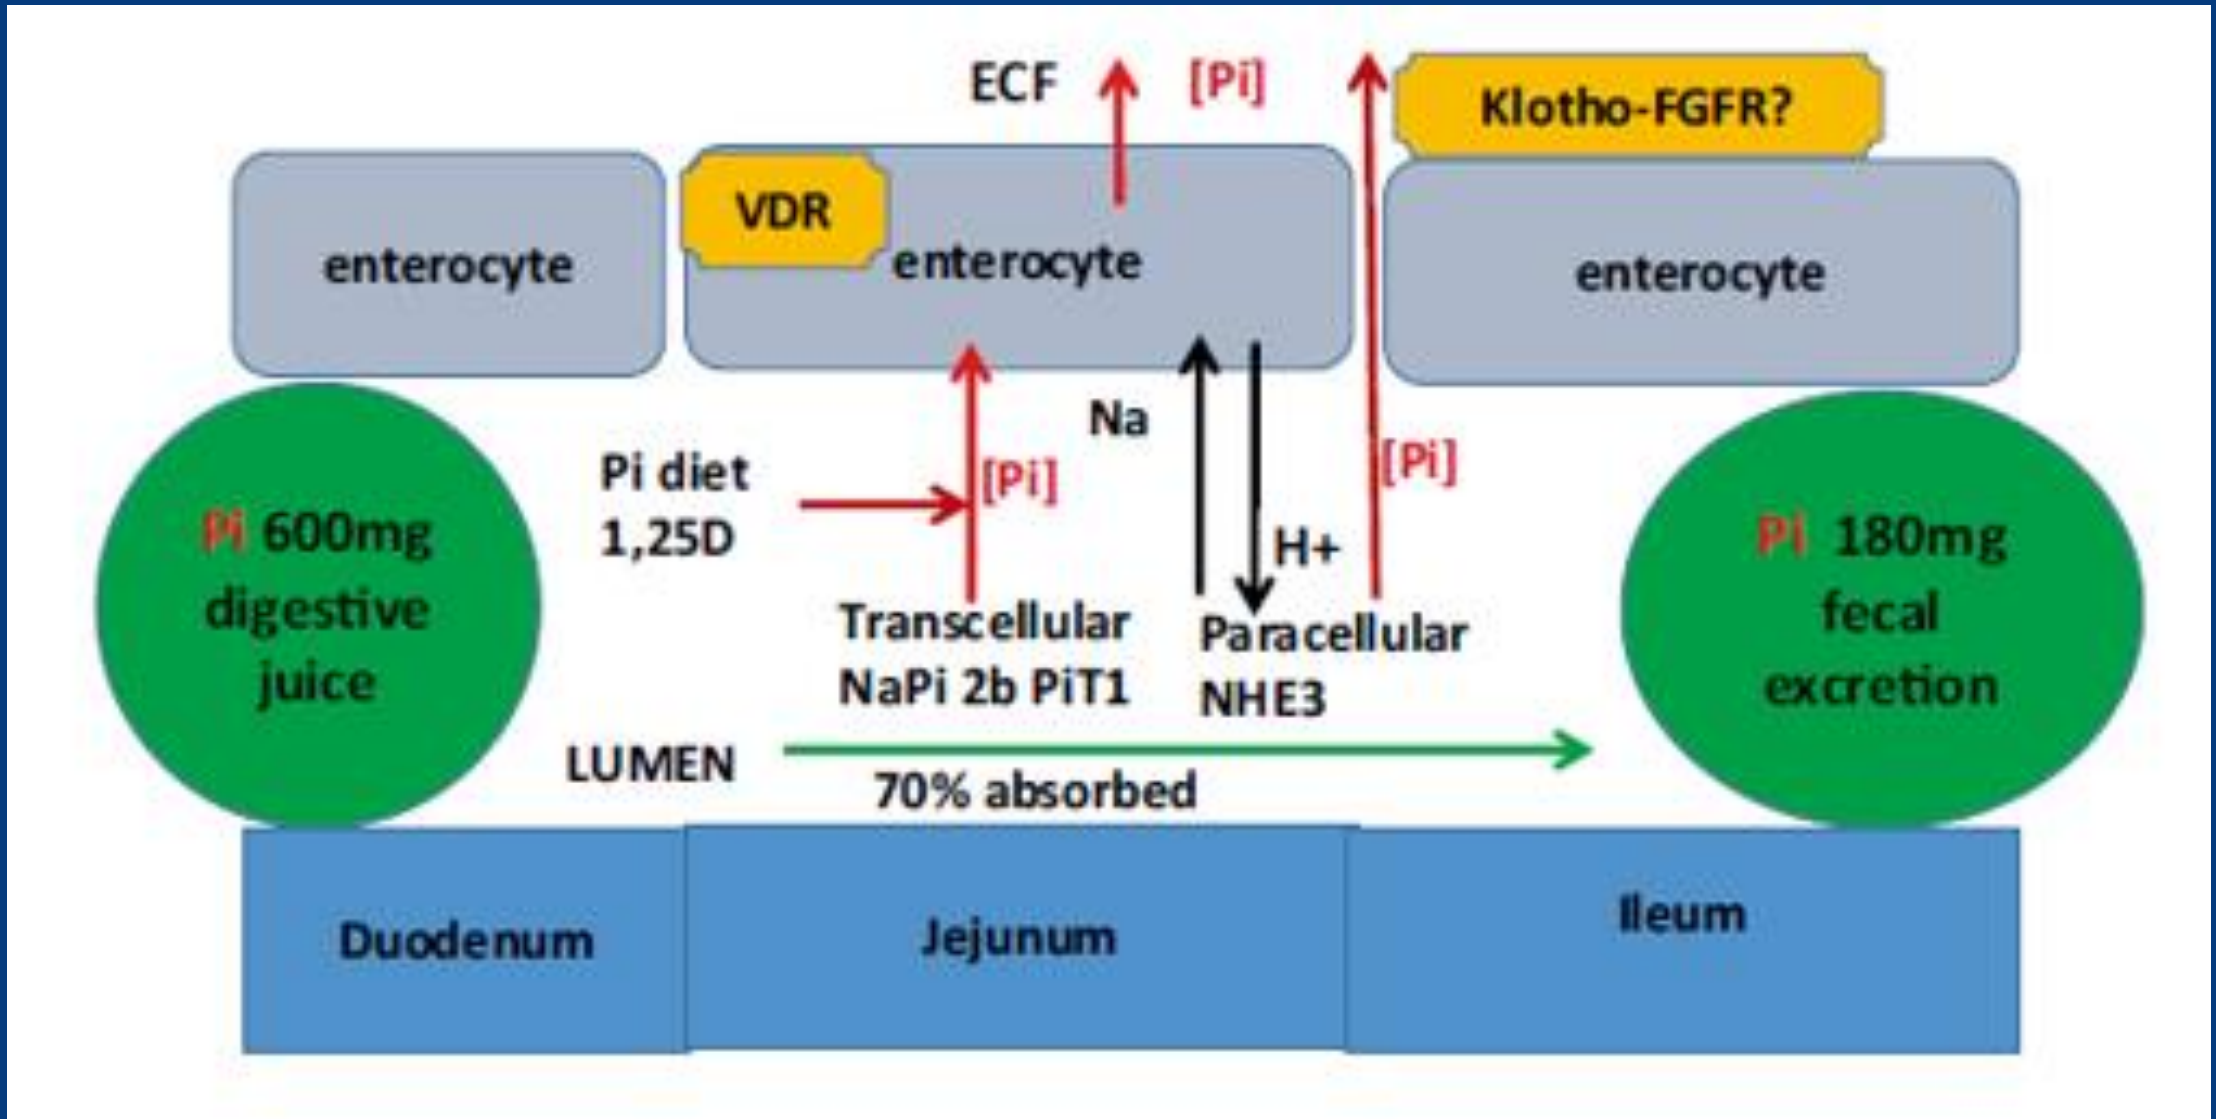 ECF
[Pi]
Klotho-FGFR?
VDR
enterocyte
enterocyte
enterocyte
Na
Pi diet
1,25D
[Pi]
[Pi]
H+
Pi 600mg
digestive
juice
Pi 180mg
fecal
excretion
Transcellular
NaPi 2b PiT1
Paracellular
NHE3
LUMEN
70% absorbed
Duodenum
Jejunum
Ileum